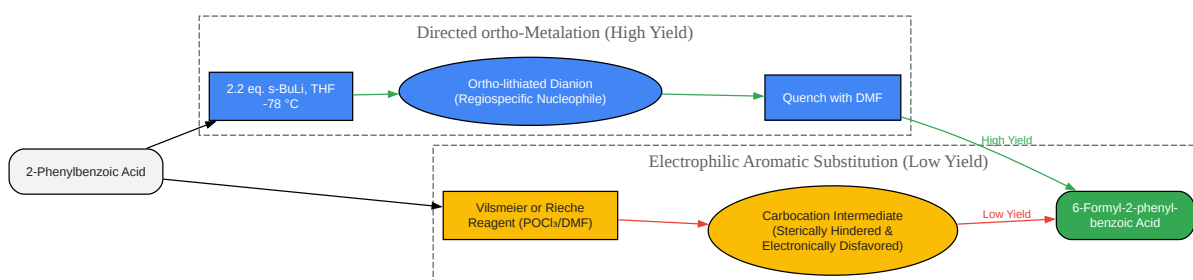 Directed ortho-Metalation (High Yield)
2.2 eq. s-BuLi, THF
-78 °C
Ortho-lithiated Dianion
(Regiospecific Nucleophile)
Quench with DMF
High Yield
2-Phenylbenzoic Acid
Electrophilic Aromatic Substitution (Low Yield)
Vilsmeier or Rieche
Reagent (POCl₃/DMF)
Carbocation Intermediate
(Sterically Hindered &
Electronically Disfavored)
Low Yield
6-Formyl-2-phenyl-
benzoic Acid